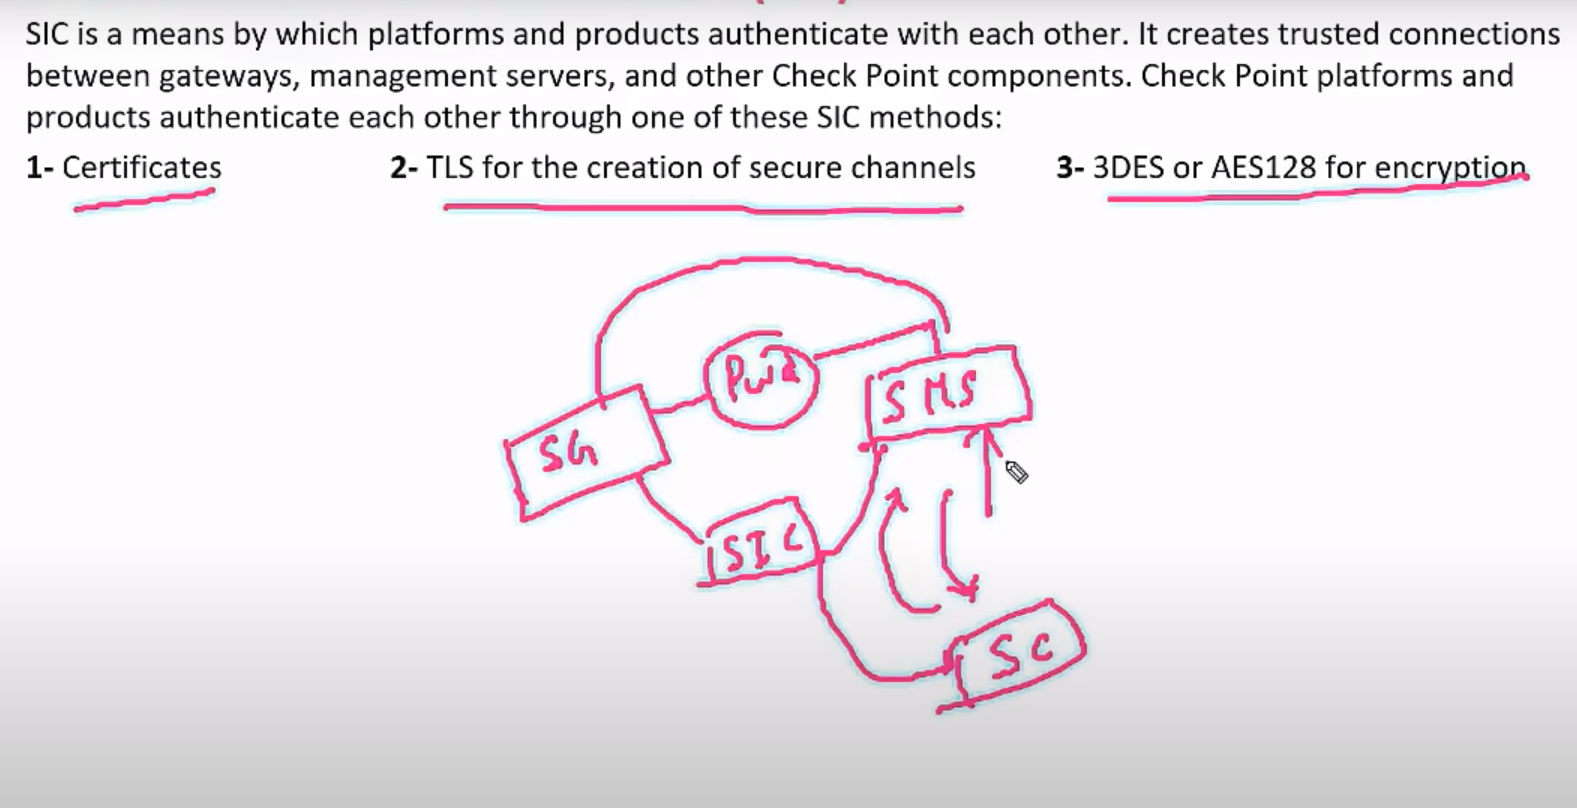 SIC is a means by which platforms and products authenticate with each other. It creates trusted connections
between gateways, management servers, and other Check Point components. Check Point platforms and
products authenticate each other through one of these SIC methods:
1- Certificates 2- TLS for the creation of secure channels 3- 3DES or AES128 for encryption
Pwd
SMS
SG
SIC
SC